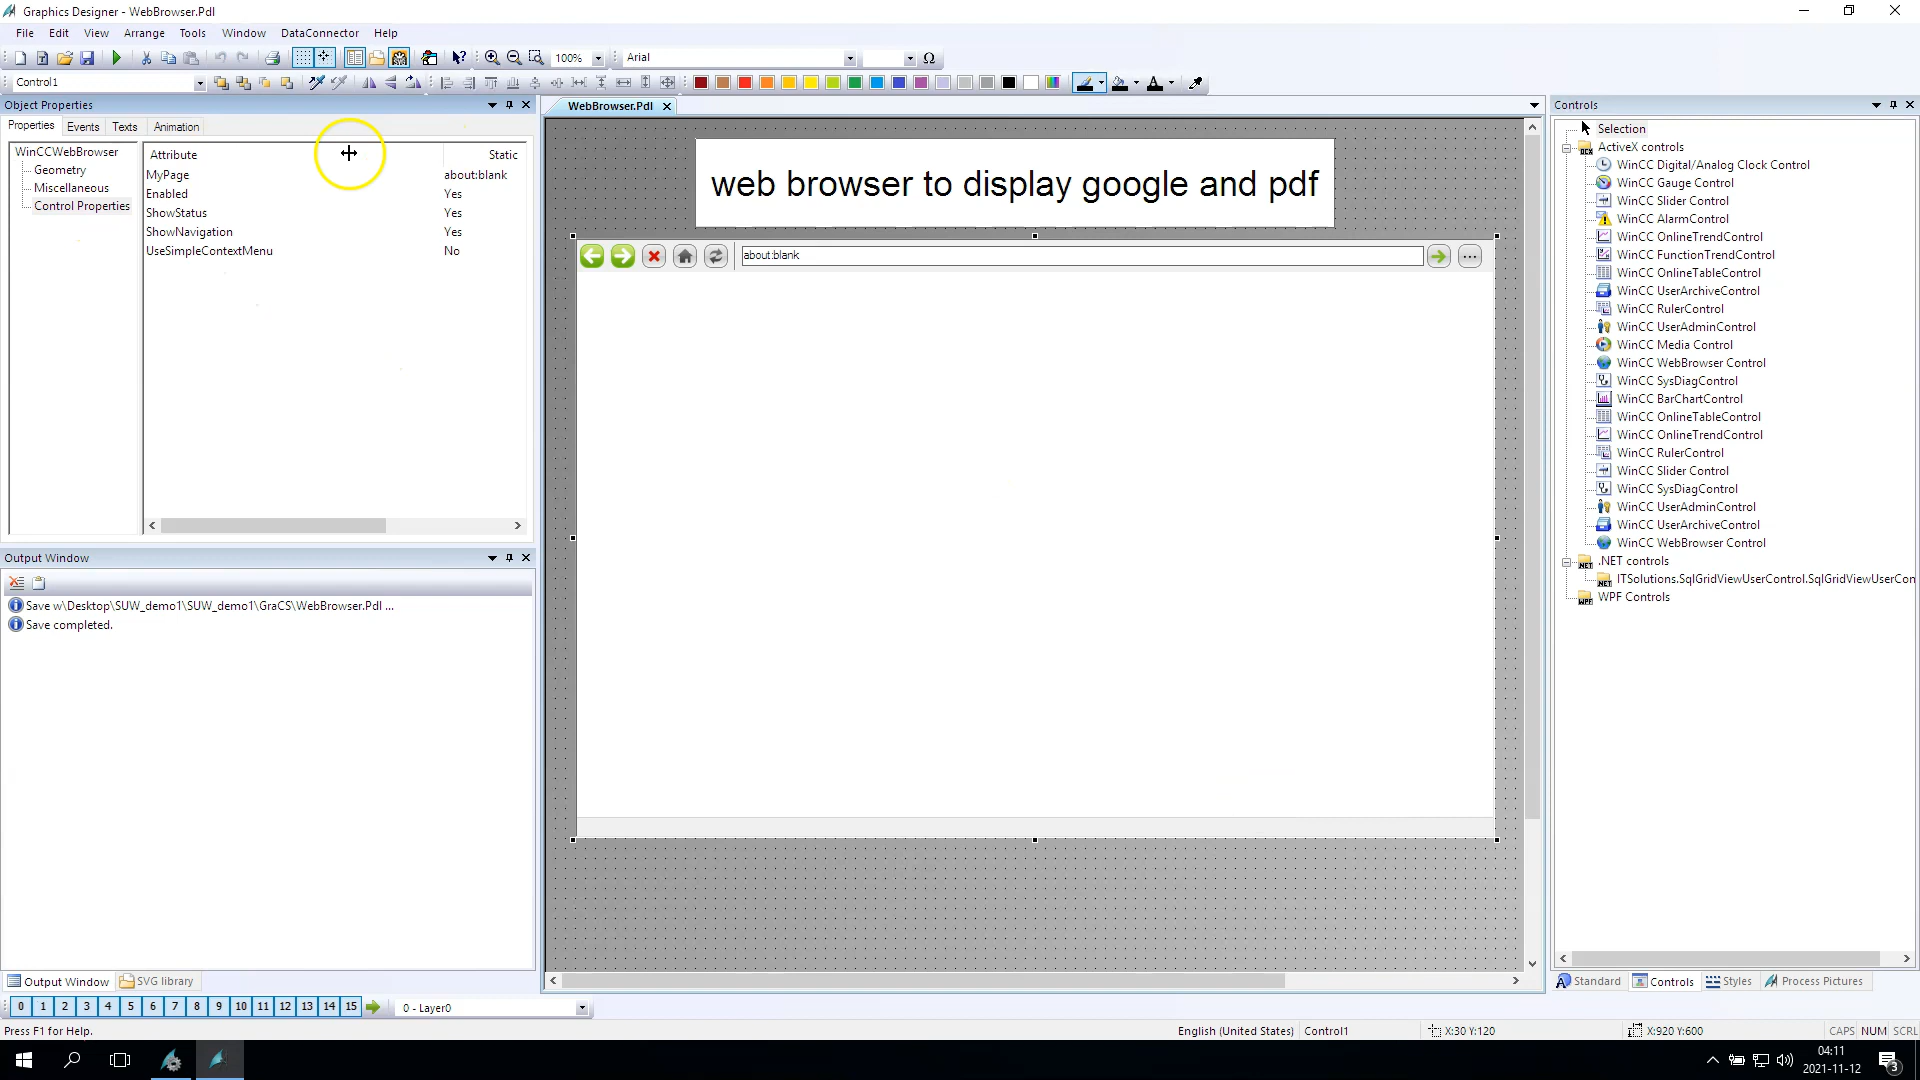 Graphics Designer - WebBrowser.Pdl
File Edit View Arrange Tools Window DataConnector Help
100% Arial Ω
Control1
Object Properties
Properties Events Texts Animation
WinCCWebBrowser
Geometry
Miscellaneous
Control Properties
Attribute Static
MyPage about:blank
Enabled Yes
ShowStatus Yes
ShowNavigation Yes
UseSimpleContextMenu No
Output Window
Save w\Desktop\SUW_demo1\SUW_demo1\GraCS\WebBrowser.Pdl ...
Save completed.
Output Window SVG library
WebBrowser.Pdl
web browser to display google and pdf
about:blank
Controls
Selection
ActiveX controls
WinCC Digital/Analog Clock Control
WinCC Gauge Control
WinCC Slider Control
WinCC AlarmControl
WinCC OnlineTrendControl
WinCC FunctionTrendControl
WinCC OnlineTableControl
WinCC UserArchiveControl
WinCC RulerControl
WinCC UserAdminControl
WinCC Media Control
WinCC WebBrowser Control
WinCC SysDiagControl
WinCC BarChartControl
WinCC OnlineTableControl
WinCC OnlineTrendControl
WinCC RulerControl
WinCC Slider Control
WinCC SysDiagControl
WinCC UserAdminControl
WinCC UserArchiveControl
WinCC WebBrowser Control
.NET controls
ITSolutions.SqlGridViewUserControl.SqlGridViewUserCon
WPF Controls
Standard Controls Styles Process Pictures
0 1 2 3 4 5 6 7 8 9 10 11 12 13 14 15 0 - Layer0
Press F1 for Help. English (United States) Control1 X:30 Y:120 X:920 Y:600 CAPS NUM SCRL
04:11
2021-11-12
3